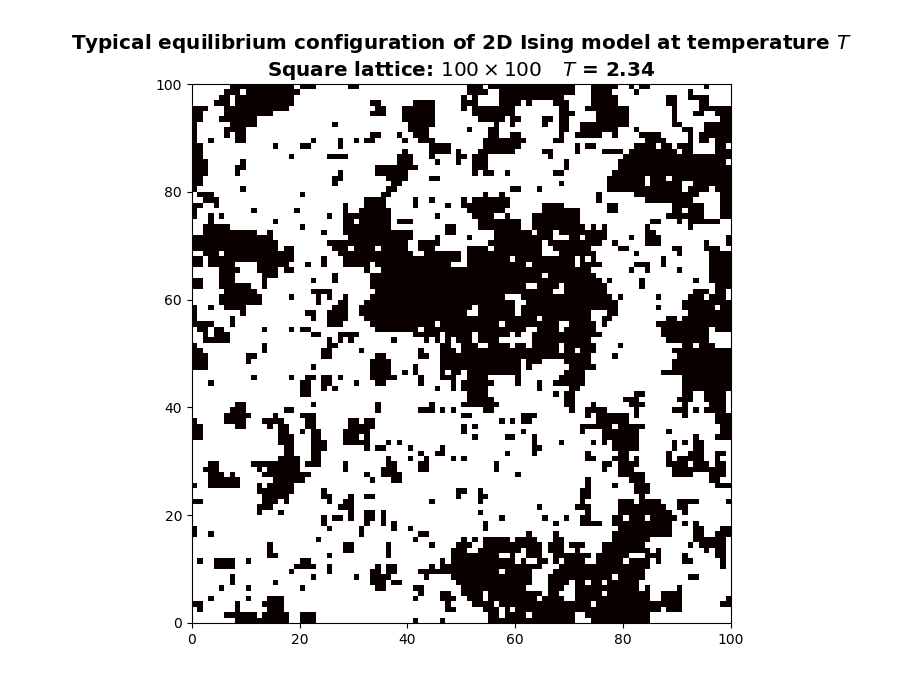 Typical equilibrium configuration of 2D Ising model at temperature T
Square lattice: 100 × 100 T = 2.34
100
80
60
40
20
0
0 20 40 60 80 100